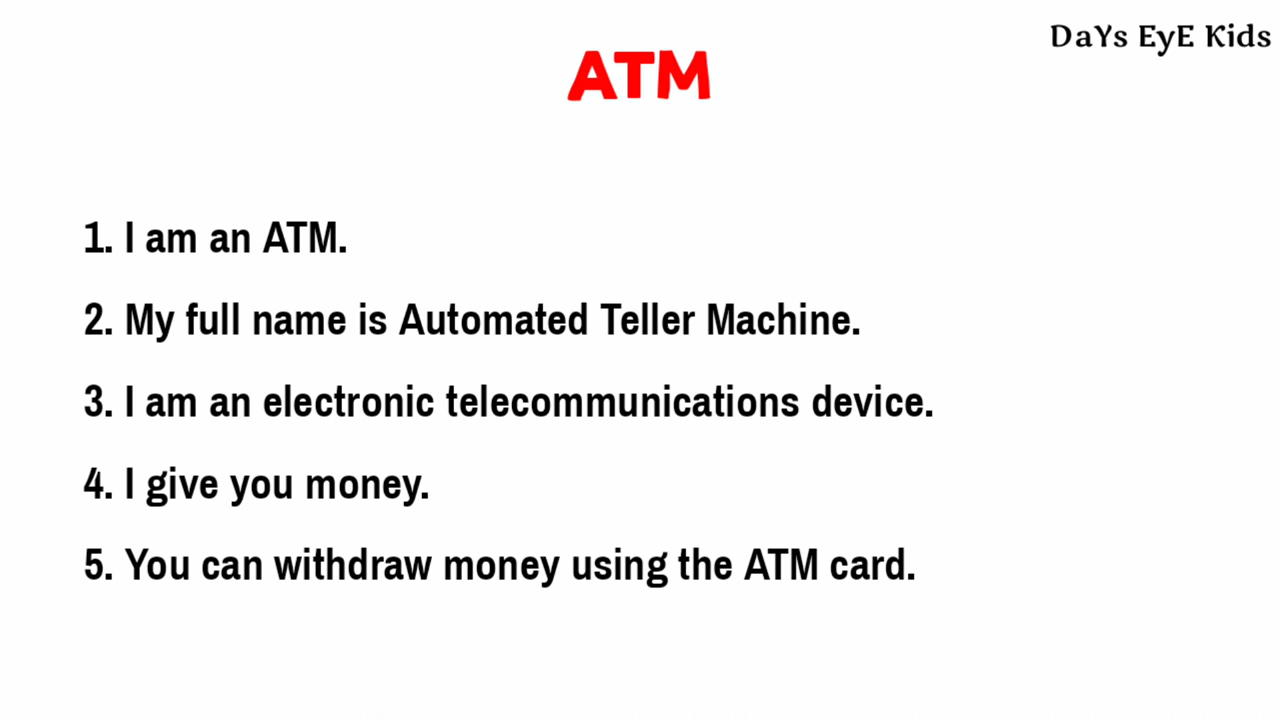 DaYs EyE Kids
ATM
1. I am an ATM.
2. My full name is Automated Teller Machine.
3. I am an electronic telecommunications device.
4. I give you money.
5. You can withdraw money using the ATM card.